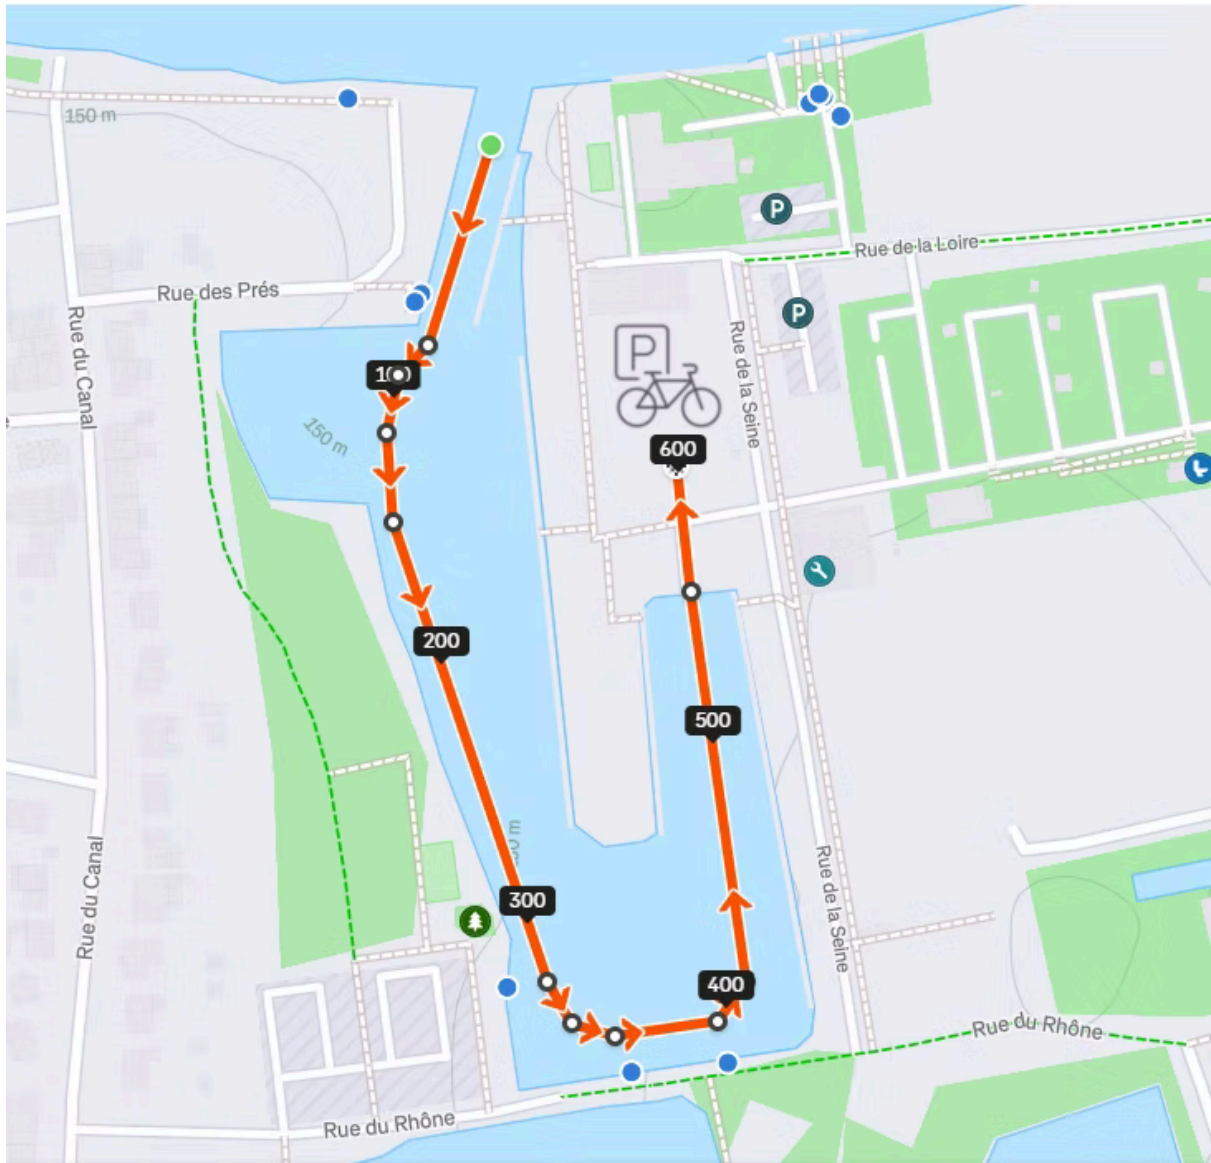 150 m
P
Rue de la Loire
Rue des Prés
P
Rue du Canal
P
Rue de la Seine
100
150 m
600
200
500
Rue du Canal
300
Rue de la Seine
400
Rue du Rhône
Rue du Rhône